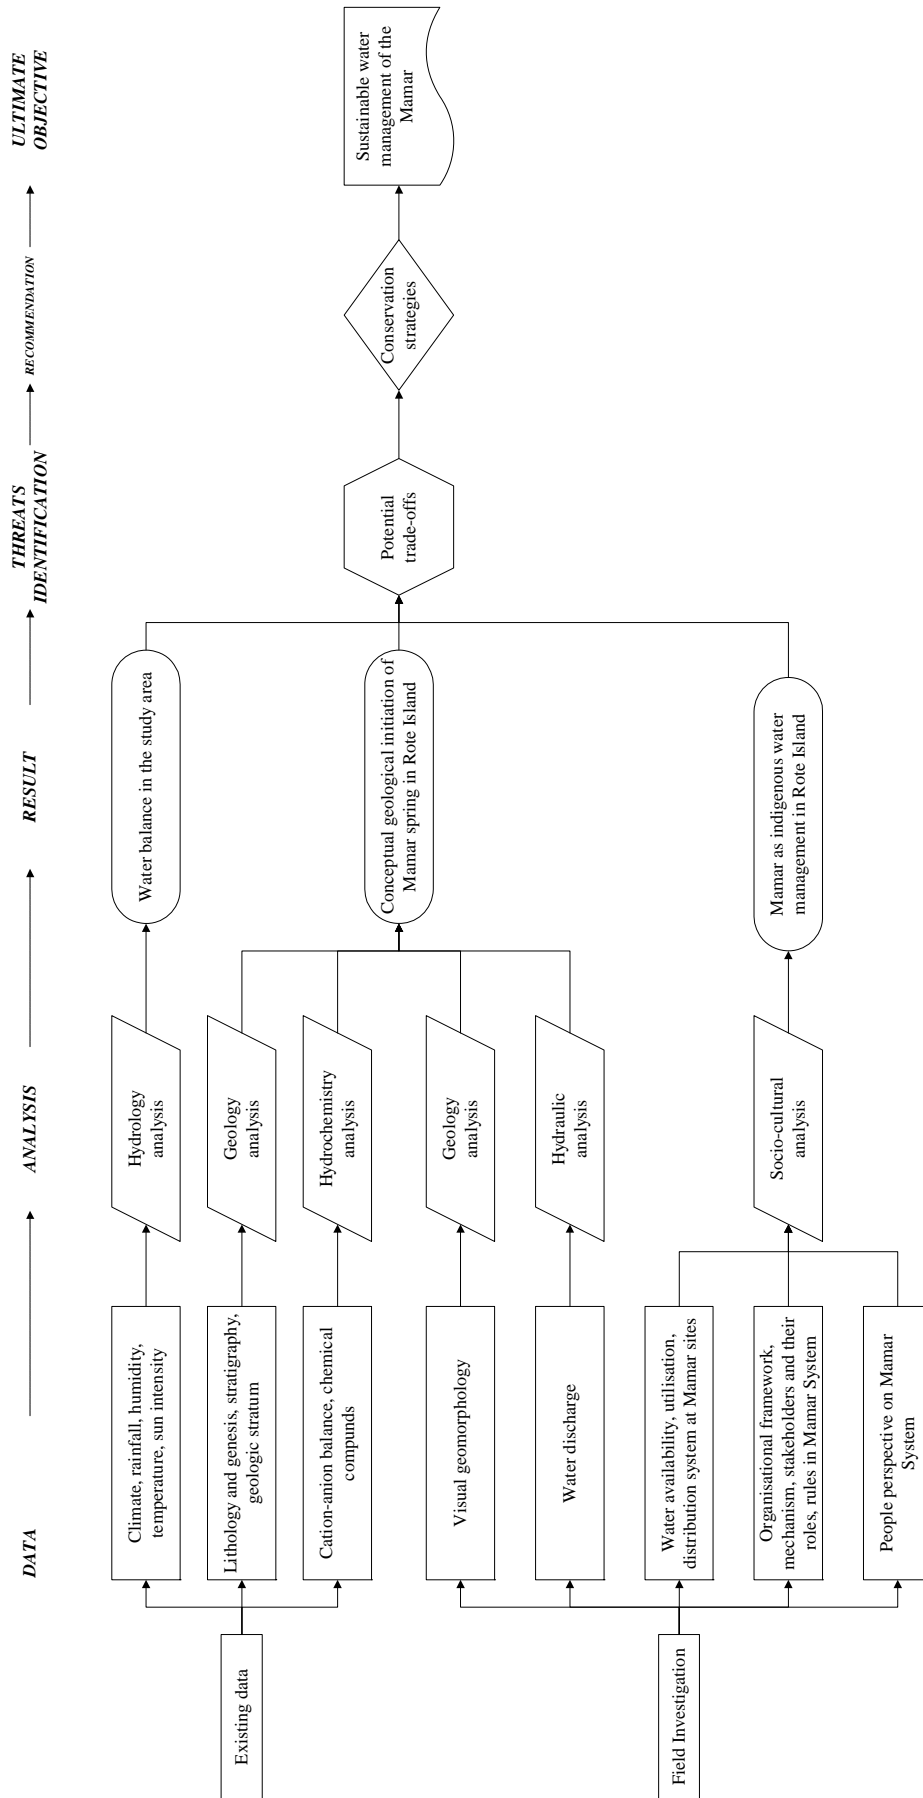 DATA
ANALYSIS
RESULT
THREATS
IDENTIFICATION
RECOMMENDATION
ULTIMATE
OBJECTIVE
Existing data
Climate, rainfall, humidity,
temperature, sun intensity
Hydrology
analysis
Water balance in the study area
Lithology and genesis, stratigraphy,
geologic stratum
Geology
analysis
Cation-anion balance, chemical
compunds
Hydrochemistry
analysis
Conceptual geological initiation of
Mamar spring in Rote Island
Potential
trade-offs
Conservation
strategies
Sustainable water
management of the
Mamar
Field Investigation
Visual geomorphology
Geology
analysis
Water discharge
Hydraulic
analysis
Water availability, utilisation,
distribution system at Mamar sites
Organisational framework,
mechanism, stakeholders and their
roles, rules in Mamar System
Socio-cultural
analysis
Mamar as indigenous water
management in Rote Island
People perspective on Mamar
System